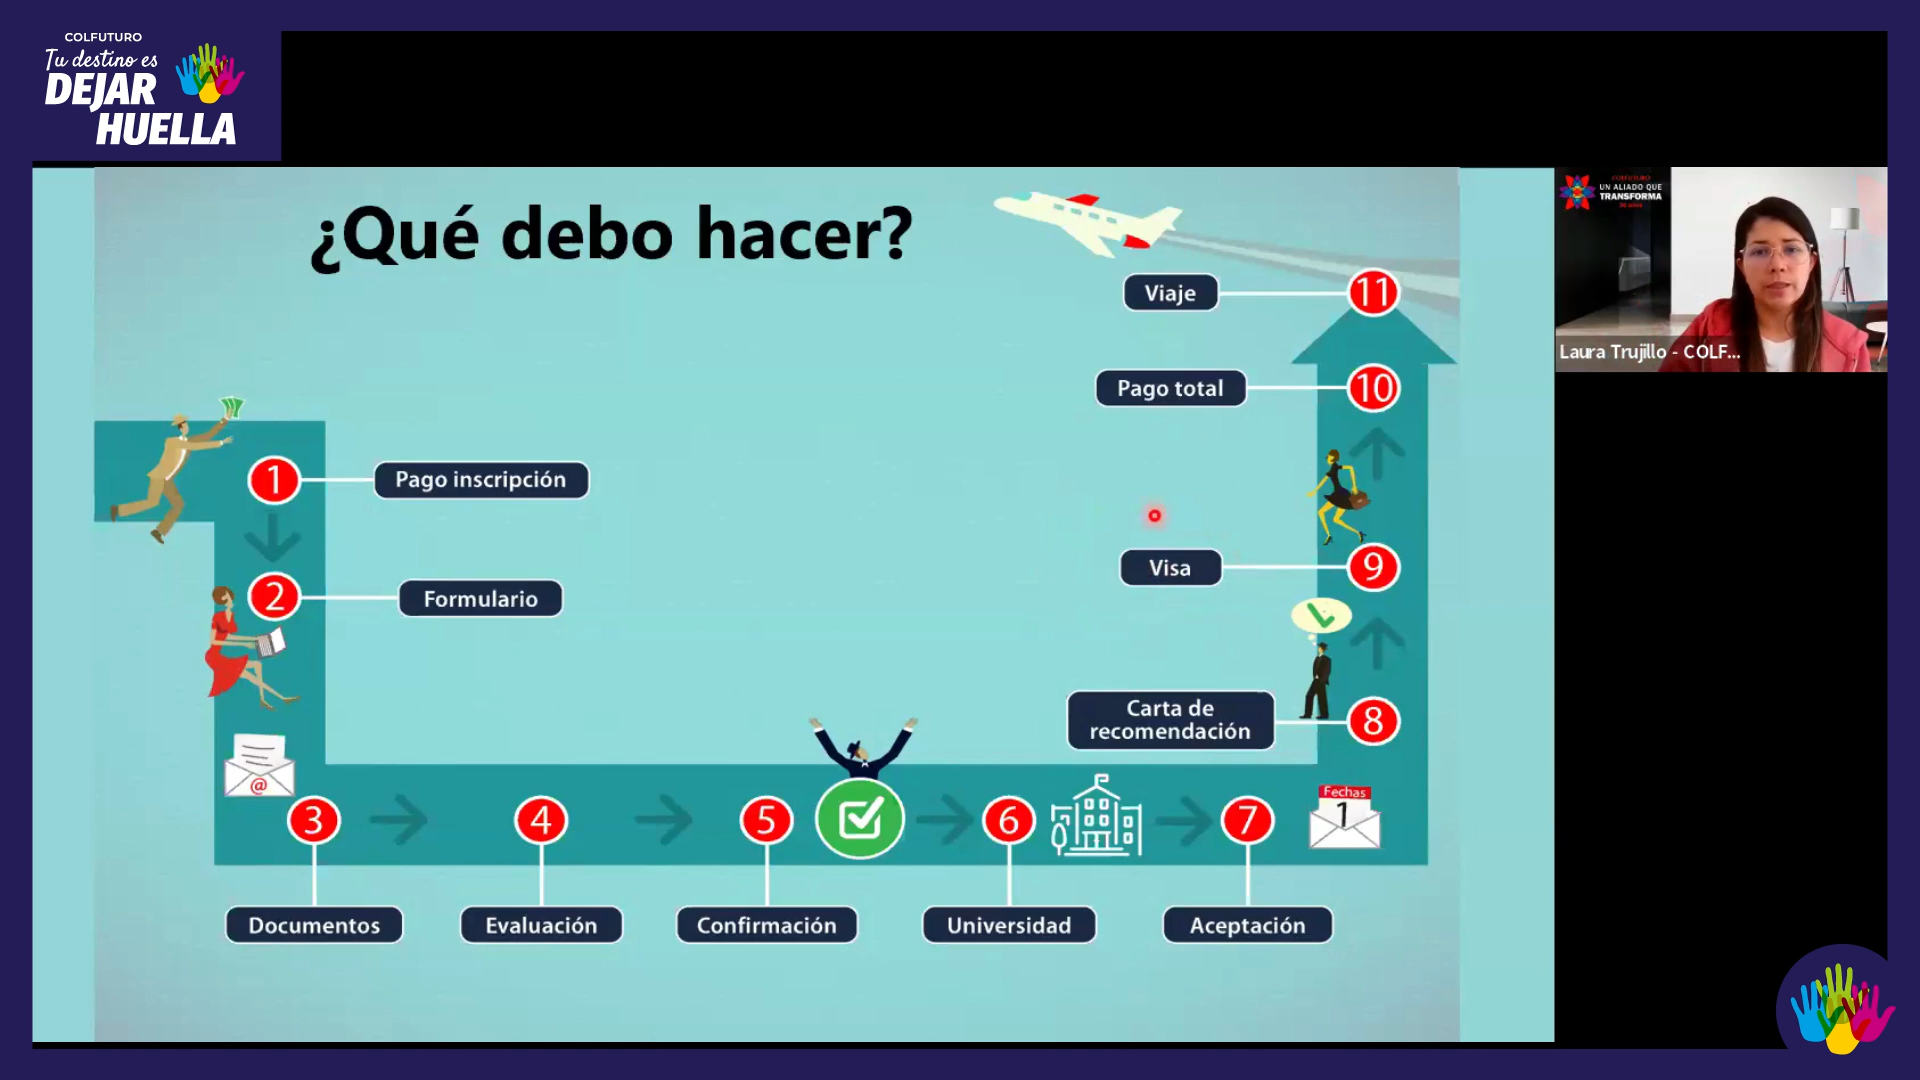 COLFUTURO
Tu destino es
DEJAR
HUELLA
¿Qué debo hacer?
COLFUTURO
UN ALIADO QUE
TRANSFORMA
Laura Trujillo - COLF...
11
Viaje
10
Pago total
1
Pago inscripción
9
Visa
2
Formulario
8
Carta de
recomendación
@
Fechas
1
3
4
5
6
7
Documentos
Evaluación
Confirmación
Universidad
Aceptación